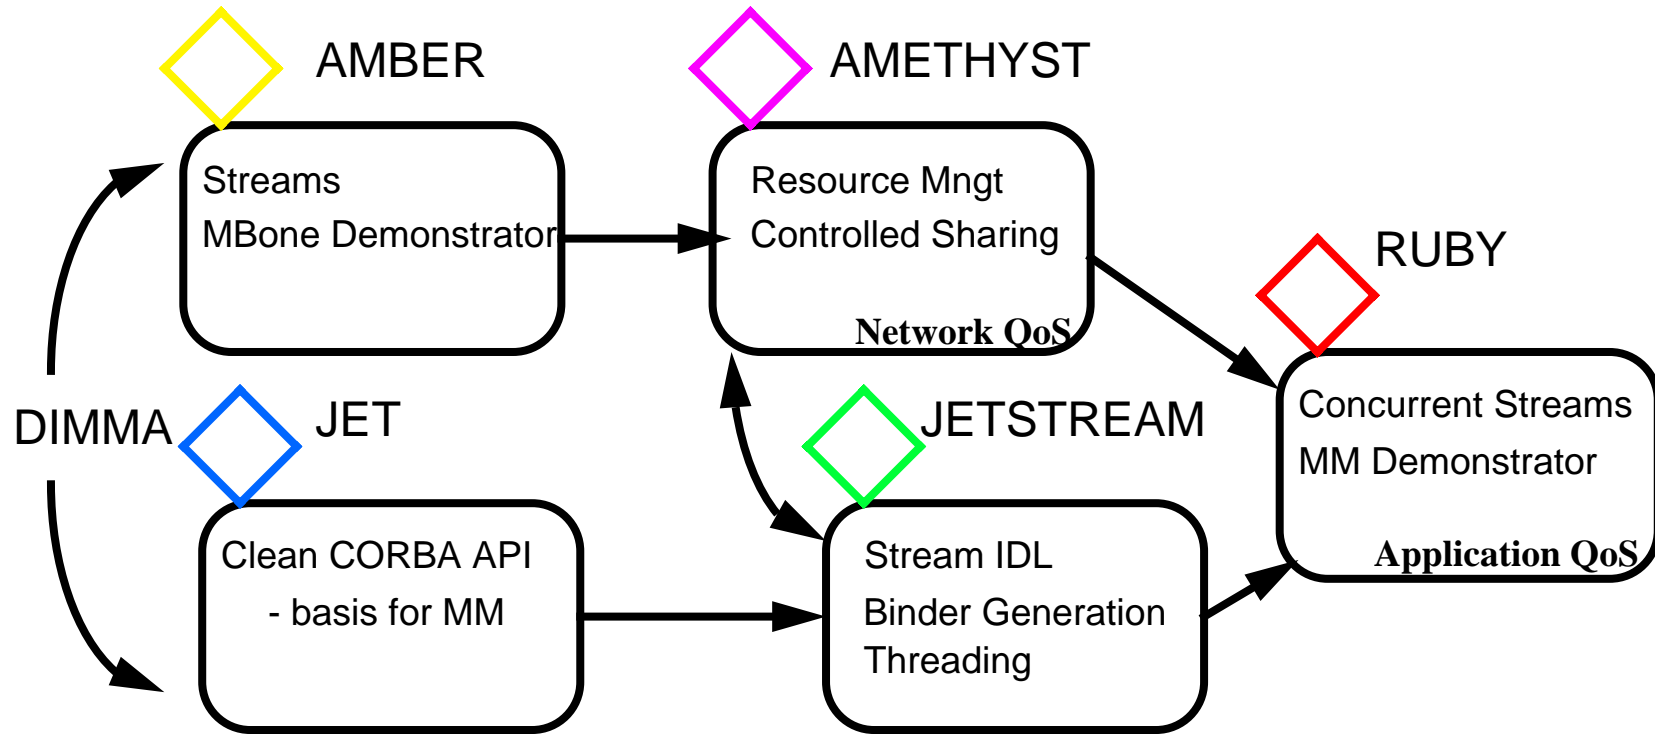 AMBER
Streams
MBone Demonstrator
AMETHYST
Resource Mngt
Controlled Sharing
Network QoS
RUBY
Concurrent Streams
MM Demonstrator
Application QoS
DIMMA
JET
Clean CORBA API
- basis for MM
JETSTREAM
Stream IDL
Binder Generation
Threading